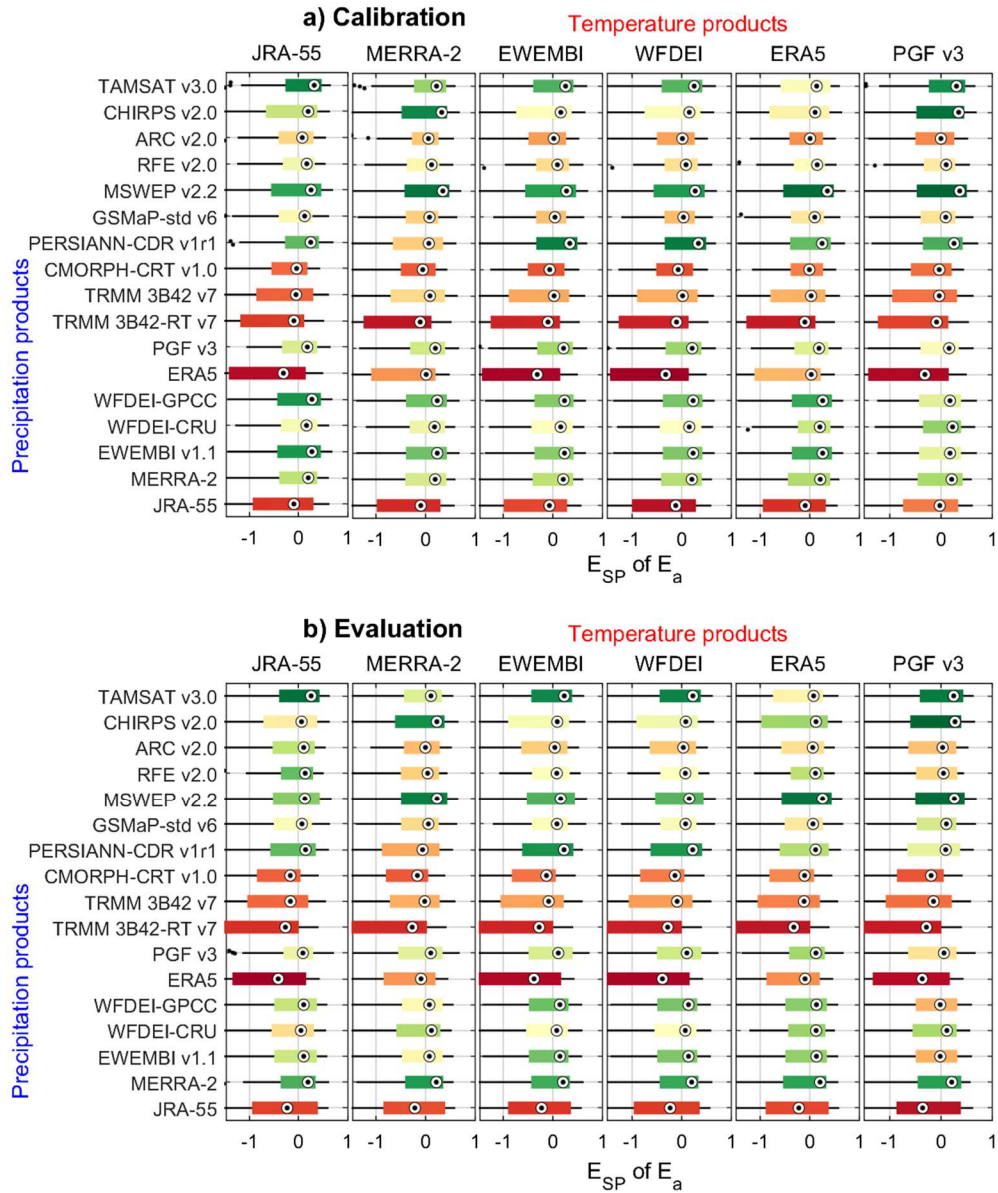 a) Calibration
Temperature products
JRA-55 MERRA-2 EWEMBI WFDEI ERA5 PGF v3
Precipitation products
TAMSAT v3.0
CHIRPS v2.0
ARC v2.0
RFE v2.0
MSWEP v2.2
GSMaP-std v6
PERSIANN-CDR v1r1
CMORPH-CRT v1.0
TRMM 3B42 v7
TRMM 3B42-RT v7
PGF v3
ERA5
WFDEI-GPCC
WFDEI-CRU
EWEMBI v1.1
MERRA-2
JRA-55
-1 0 1 -1 0 1 -1 0 1 -1 0 1 -1 0 1 -1 0 1
E_SP of E_a
b) Evaluation
Temperature products
JRA-55 MERRA-2 EWEMBI WFDEI ERA5 PGF v3
Precipitation products
TAMSAT v3.0
CHIRPS v2.0
ARC v2.0
RFE v2.0
MSWEP v2.2
GSMaP-std v6
PERSIANN-CDR v1r1
CMORPH-CRT v1.0
TRMM 3B42 v7
TRMM 3B42-RT v7
PGF v3
ERA5
WFDEI-GPCC
WFDEI-CRU
EWEMBI v1.1
MERRA-2
JRA-55
-1 0 1 -1 0 1 -1 0 1 -1 0 1 -1 0 1 -1 0 1
E_SP of E_a